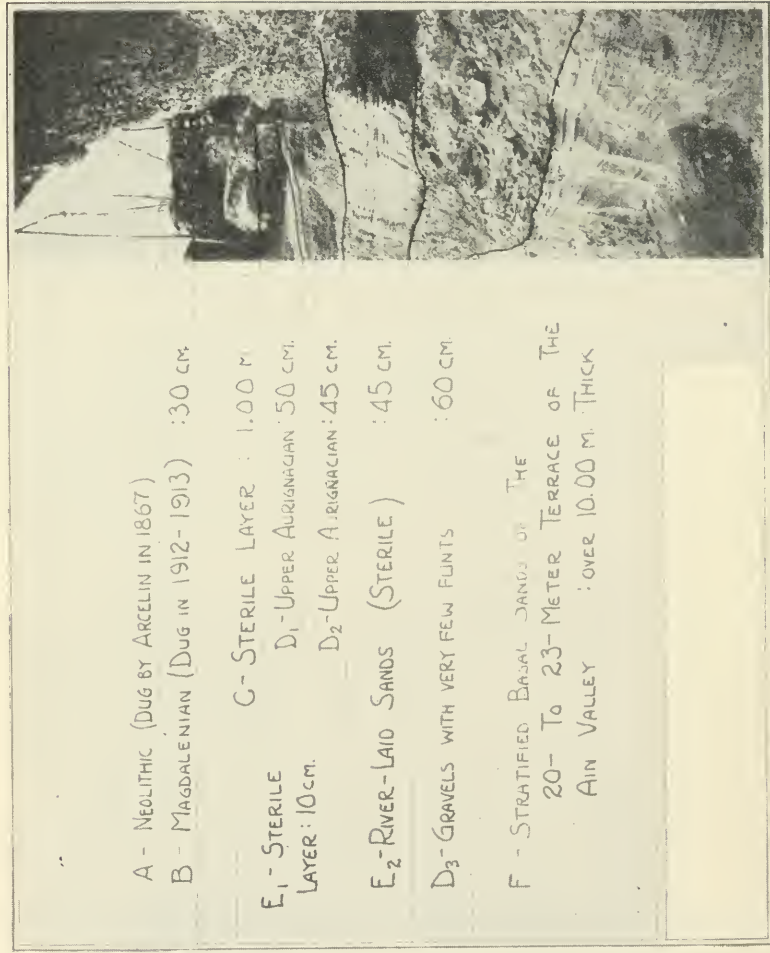 A - NEOLITHIC (DUG BY ARCELIN IN 1867)
B - MAGDALENIAN (DUG IN 1912-1913) : 30 CM.
C - STERILE LAYER : 1.00 M
D1 - UPPER AURIGNACIAN : 50 CM.
E1 - STERILE
LAYER : 10 CM.
D2 - UPPER AURIGNACIAN : 45 CM.
E2 - RIVER-LAID SANDS (STERILE) : 45 CM.
D3 - GRAVELS WITH VERY FEW FLINTS : 60 CM.
F - STRATIFIED BASAL SANDS OF THE
20- TO 23-METER TERRACE OF THE
AIN VALLEY : OVER 10.00 M. THICK